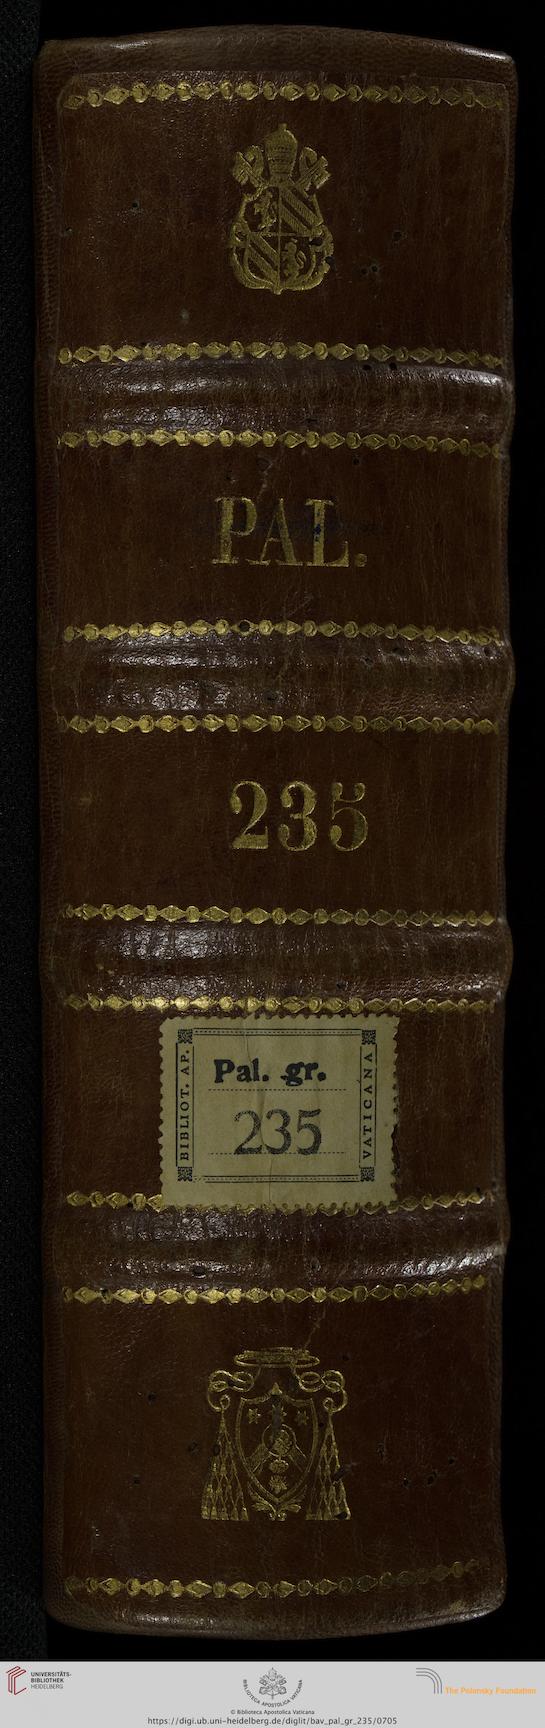 PAL.
235
BIBLIOT. AP.
Pal. gr.
235
VATICANA
UNIVERSITÄTS-
BIBLIOTHEK
HEIDELBERG
BIBLIOTECA APOSTOLICA VATICANA
The Polonsky Foundation
© Biblioteca Apostolica Vaticana
https://digi.ub.uni-heidelberg.de/diglit/bav_pal_gr_235/0705